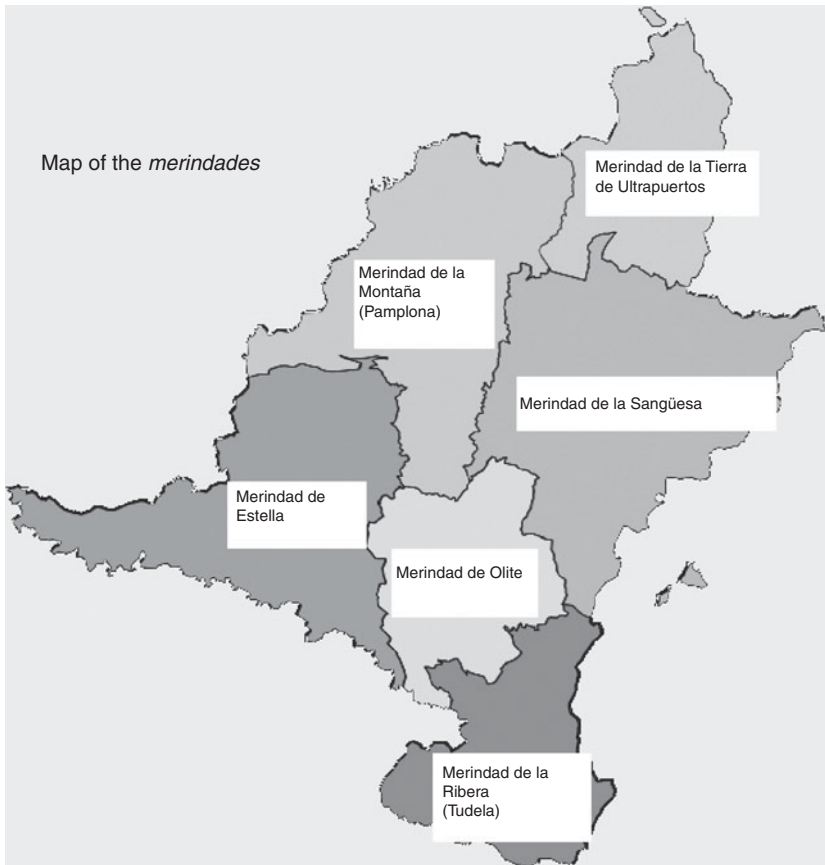 Map of the merindades
Merindad de la Tierra
de Ultrapuertos
Merindad de la
Montaña
(Pamplona)
Merindad de la Sangüesa
Merindad de
Estella
Merindad de Olite
Merindad de la
Ribera
(Tudela)